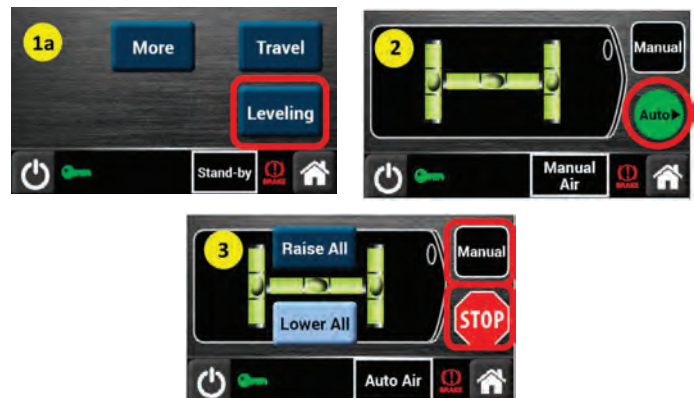 1a
More
Travel
Leveling
Stand-by
BRAKE
2
Manual
Auto
Manual
Air
BRAKE
3
Raise All
Manual
Lower All
STOP
Auto Air
BRAKE